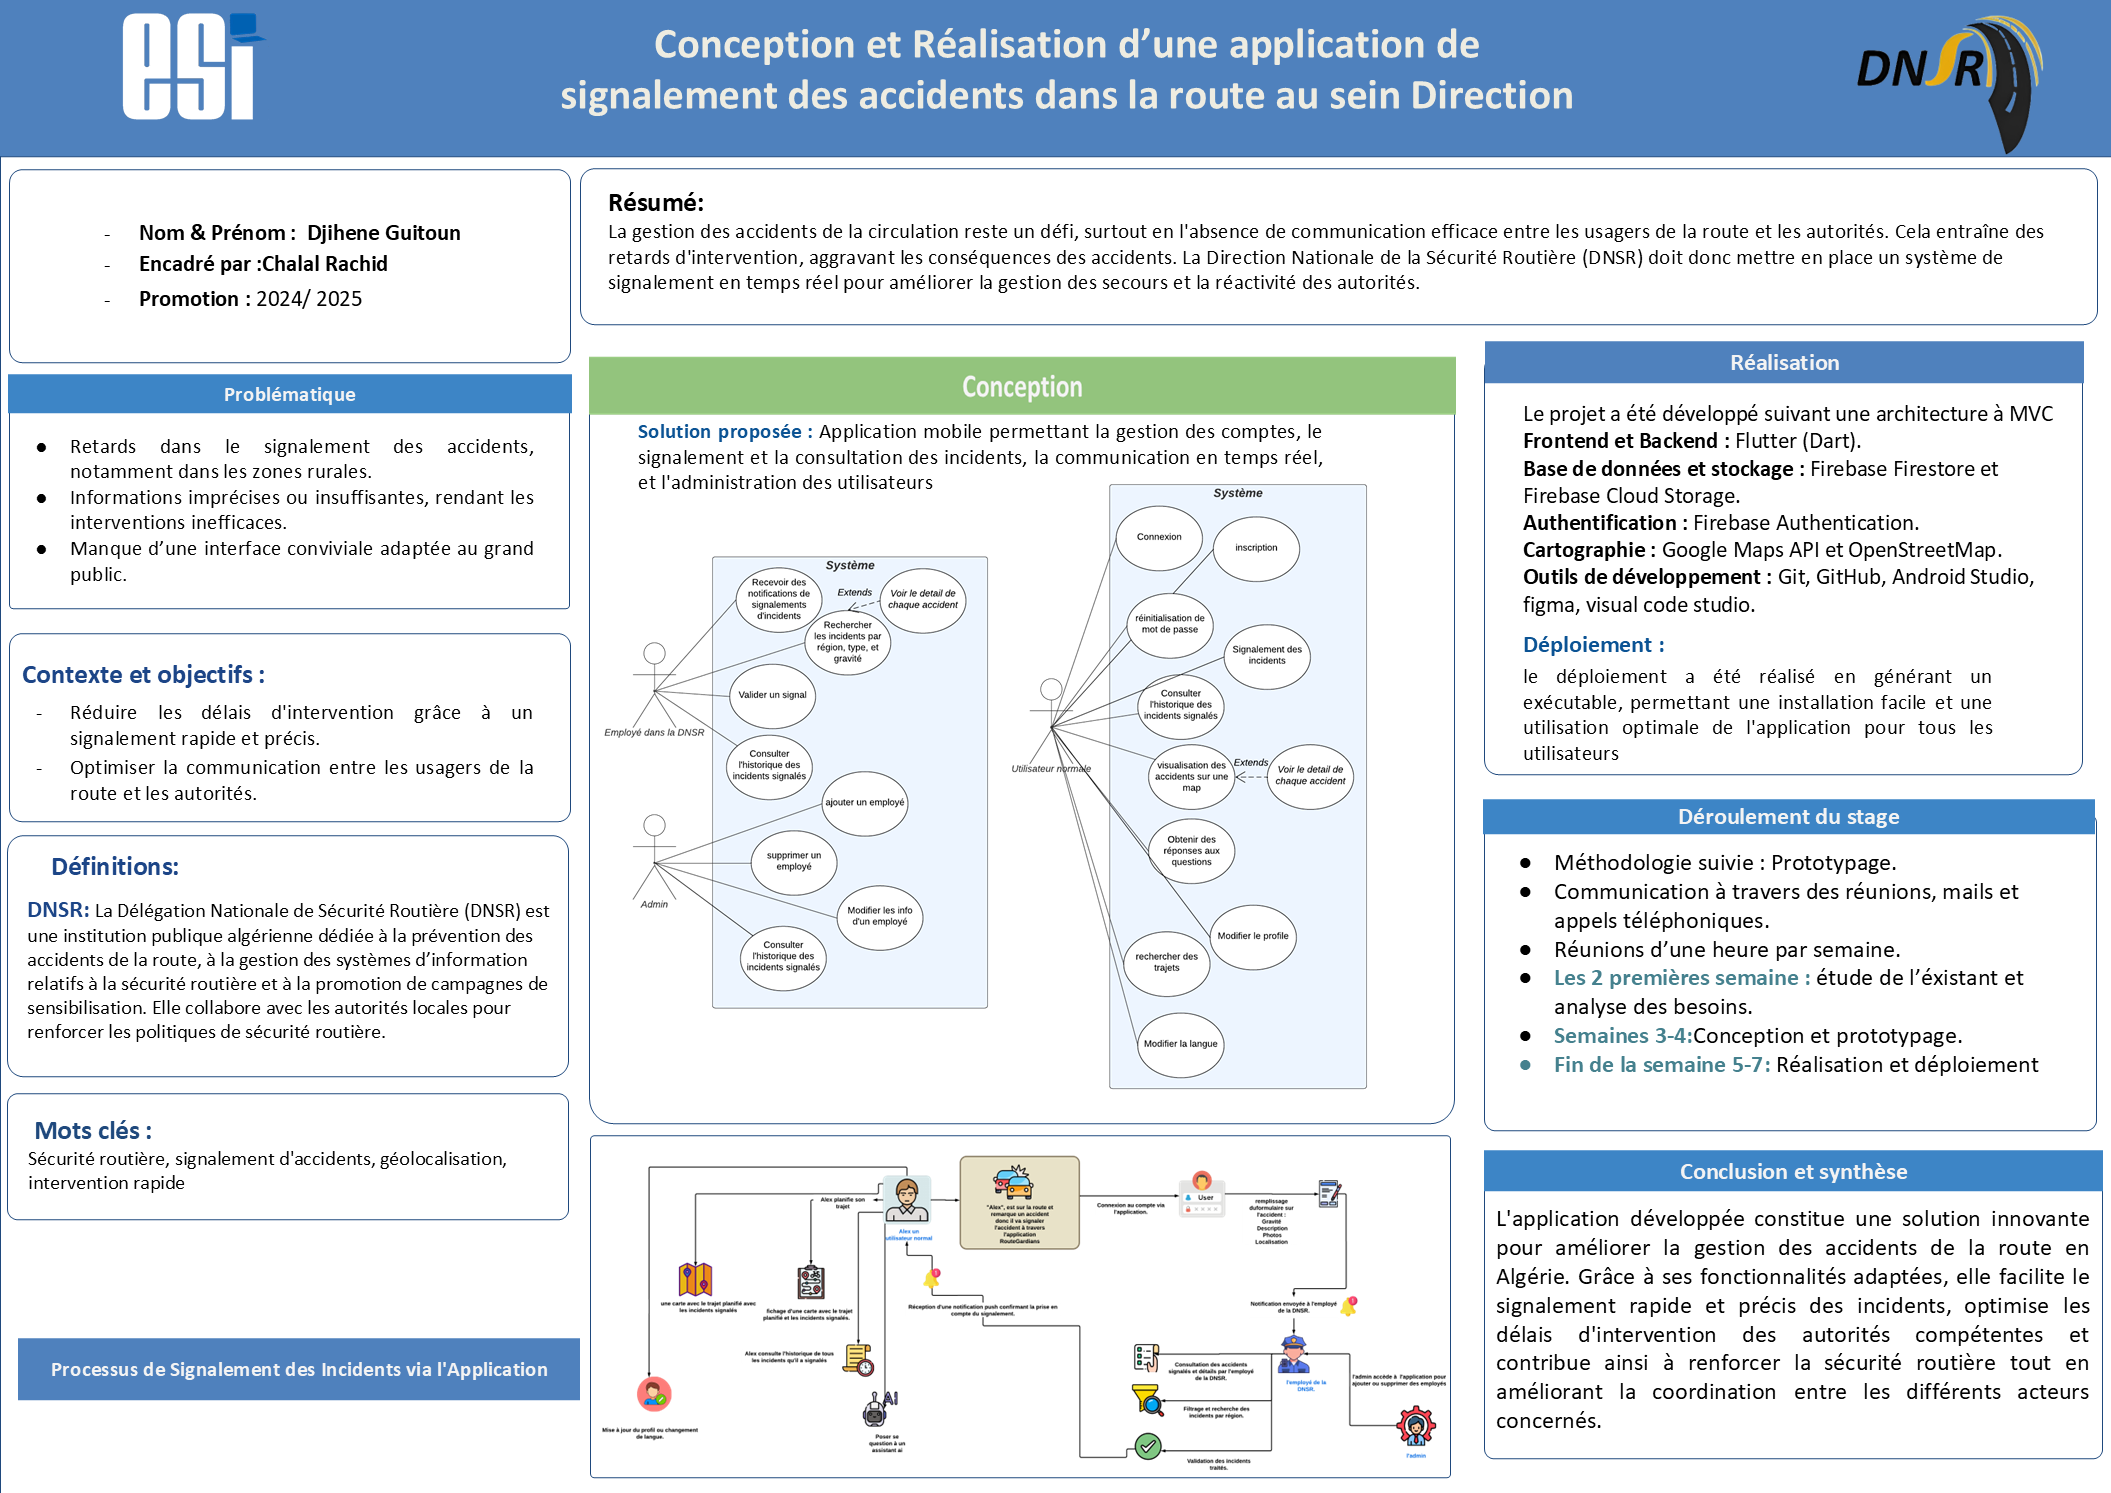 esi
Conception et Réalisation d’une application de
signalement des accidents dans la route au sein Direction
DNSR
- Nom & Prénom : Djihene Guitoun
- Encadré par :Chalal Rachid
- Promotion : 2024/ 2025
Résumé:
La gestion des accidents de la circulation reste un défi, surtout en l'absence de communication efficace entre les usagers de la route et les autorités. Cela entraîne des
retards d'intervention, aggravant les conséquences des accidents. La Direction Nationale de la Sécurité Routière (DNSR) doit donc mettre en place un système de
signalement en temps réel pour améliorer la gestion des secours et la réactivité des autorités.
Problématique
● Retards dans le signalement des accidents,
notamment dans les zones rurales.
● Informations imprécises ou insuffisantes, rendant les
interventions inefficaces.
● Manque d’une interface conviviale adaptée au grand
public.
Contexte et objectifs :
- Réduire les délais d'intervention grâce à un
signalement rapide et précis.
- Optimiser la communication entre les usagers de la
route et les autorités.
Définitions:
DNSR: La Délégation Nationale de Sécurité Routière (DNSR) est
une institution publique algérienne dédiée à la prévention des
accidents de la route, à la gestion des systèmes d’information
relatifs à la sécurité routière et à la promotion de campagnes de
sensibilisation. Elle collabore avec les autorités locales pour
renforcer les politiques de sécurité routière.
Mots clés :
Sécurité routière, signalement d'accidents, géolocalisation,
intervention rapide
Processus de Signalement des Incidents via l'Application
Conception
Solution proposée : Application mobile permettant la gestion des comptes, le
signalement et la consultation des incidents, la communication en temps réel,
et l'administration des utilisateurs
Système
Recevoir des
notifications de
signalements
d'incidents
Extends
Voir le detail de
chaque accident
Rechercher
les incidents par
région, type, et
gravité
Valider un signal
Employé dans la DNSR
Consulter
l'historique des
incidents signalés
ajouter un employé
supprimer un
employé
Admin
Modifier les info
d'un employé
Consulter
l'historique des
incidents signalés
Système
Connexion
inscription
réinitialisation de
mot de passe
Signalement des
incidents
Consulter
l'historique des
incidents signalés
Utilisateur normale
visualisation des
accidents sur une
map
Extends
Voir le detail de
chaque accident
Obtenir des
réponses aux
questions
Modifier le profile
rechercher des
trajets
Modifier la langue
Alex planifie son
trajet
Alex un
utilisateur normal
"Alex", est sur la route et
remarque un accident
donc il va signaler
l'accident à travers
l'application
RouteGardians
Connexion au compte via
l'application.
User
remplissage
duformulaire sur
l'accident :
Gravité
Description
Photos
Localisation
une carte avec le trajet planifié avec
les incidents signalés
fichage d'une carte avec le trajet
planifié et les incidents signalés.
Réception d'une notification push confirmant la prise en
compte du signalement.
Notification envoyée à l'employé
de la DNSR.
Alex consulte l'historique de tous
les incidents qu'il a signalés
Consultation des accidents
signalés et détails par l'employé
de la DNSR.
l'employé de la
DNSR.
l'admin accède à l'application pour
ajouter ou supprimer des employés
AI
Filtrage et recherche des
incidents par région.
Mise à jour du profil ou changement
de langue.
Poser se
question à un
assistant ai
Validation des incidents
traités.
l'admin
Réalisation
Le projet a été développé suivant une architecture à MVC
Frontend et Backend : Flutter (Dart).
Base de données et stockage : Firebase Firestore et
Firebase Cloud Storage.
Authentification : Firebase Authentication.
Cartographie : Google Maps API et OpenStreetMap.
Outils de développement : Git, GitHub, Android Studio,
figma, visual code studio.
Déploiement :
le déploiement a été réalisé en générant un
exécutable, permettant une installation facile et une
utilisation optimale de l'application pour tous les
utilisateurs
Déroulement du stage
● Méthodologie suivie : Prototypage.
● Communication à travers des réunions, mails et
appels téléphoniques.
● Réunions d’une heure par semaine.
● Les 2 premières semaine : étude de l’éxistant et
analyse des besoins.
● Semaines 3-4:Conception et prototypage.
● Fin de la semaine 5-7: Réalisation et déploiement
Conclusion et synthèse
L'application développée constitue une solution innovante
pour améliorer la gestion des accidents de la route en
Algérie. Grâce à ses fonctionnalités adaptées, elle facilite le
signalement rapide et précis des incidents, optimise les
délais d'intervention des autorités compétentes et
contribue ainsi à renforcer la sécurité routière tout en
améliorant la coordination entre les différents acteurs
concernés.